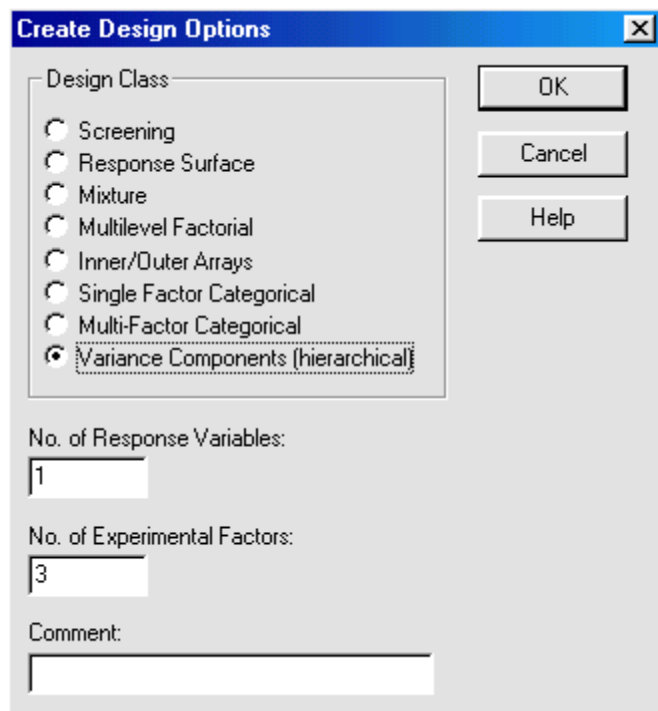 Create Design Options
Design Class
Screening
Response Surface
Mixture
Multilevel Factorial
Inner/Outer Arrays
Single Factor Categorical
Multi-Factor Categorical
Variance Components (hierarchical)
OK
Cancel
Help
No. of Response Variables:
1
No. of Experimental Factors:
3
Comment: